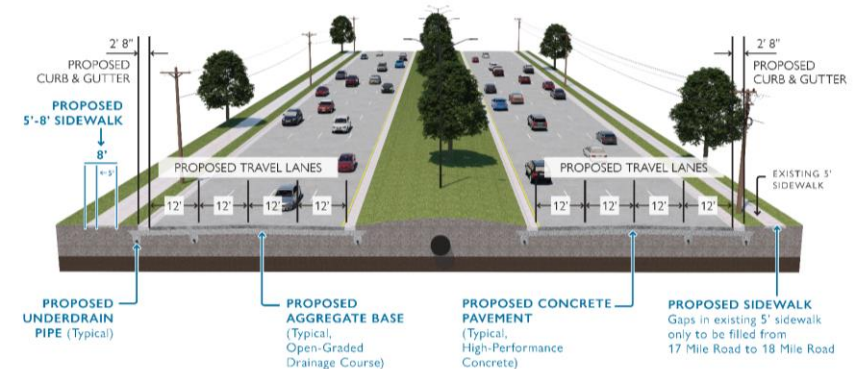 2' 8"
PROPOSED
CURB & GUTTER
PROPOSED
5'-8' SIDEWALK
8'
5'
PROPOSED TRAVEL LANES
12'
12'
12'
12'
2' 8"
PROPOSED
CURB & GUTTER
PROPOSED TRAVEL LANES
12'
12'
12'
12'
EXISTING 5'
SIDEWALK
PROPOSED
UNDERDRAIN
PIPE (Typical)
PROPOSED
AGGREGATE BASE
(Typical,
Open-Graded
Drainage Course)
PROPOSED CONCRETE
PAVEMENT
(Typical,
High-Performance
Concrete)
PROPOSED SIDEWALK
Gaps in existing 5' sidewalk
only to be filled from
17 Mile Road to 18 Mile Road